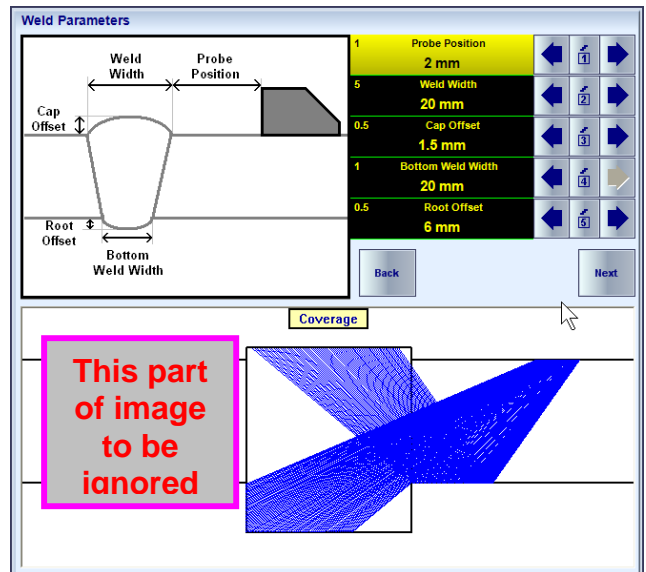 Weld Parameters
Weld
Width
Probe
Position
Cap
Offset
Root
Offset
Bottom
Weld Width
1 Probe Position
2 mm
1
5 Weld Width
20 mm
2
0.5 Cap Offset
1.5 mm
3
1 Bottom Weld Width
20 mm
4
0.5 Root Offset
6 mm
5
Back
Next
Coverage
This part
of image
to be
ignored